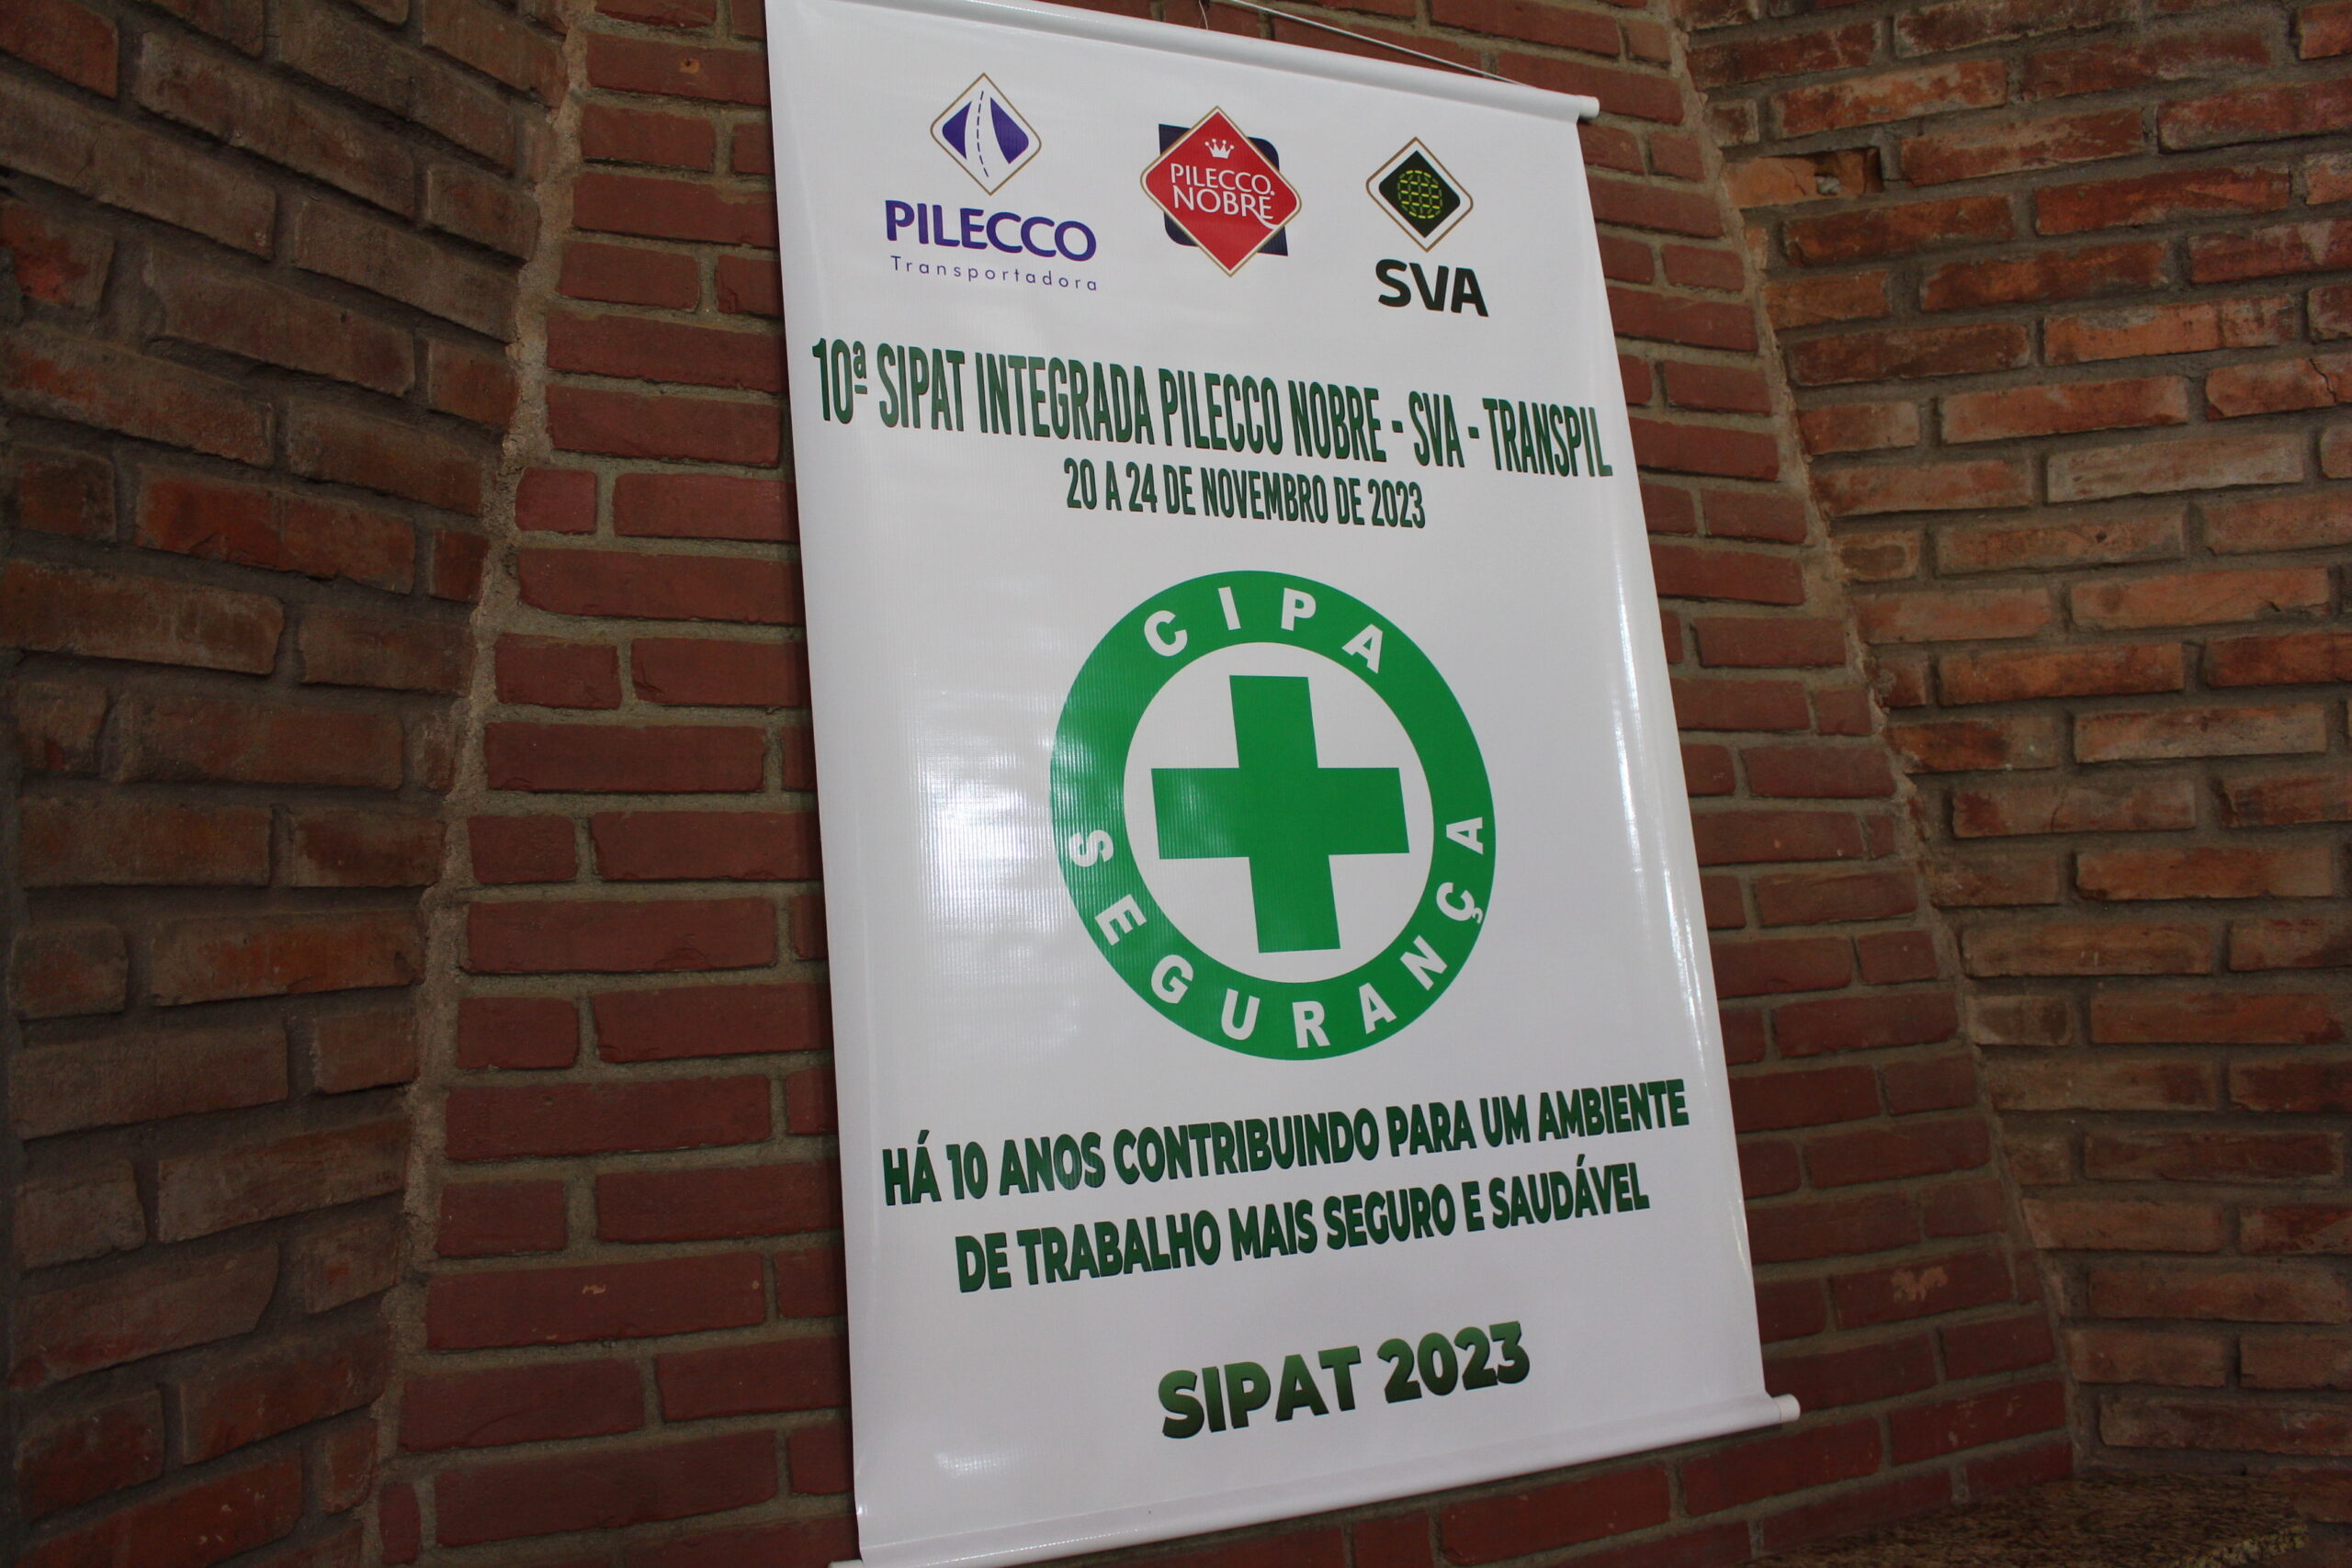 PILECCO
Transportadora
PILECCO
NOBRE
SVA
10ª SIPAT INTEGRADA PILECCO NOBRE - SVA - TRANSPIL
20 A 24 DE NOVEMBRO DE 2023
CIPA
SEGURANÇA
HÁ 10 ANOS CONTRIBUINDO PARA UM AMBIENTE
DE TRABALHO MAIS SEGURO E SAUDÁVEL
SIPAT 2023